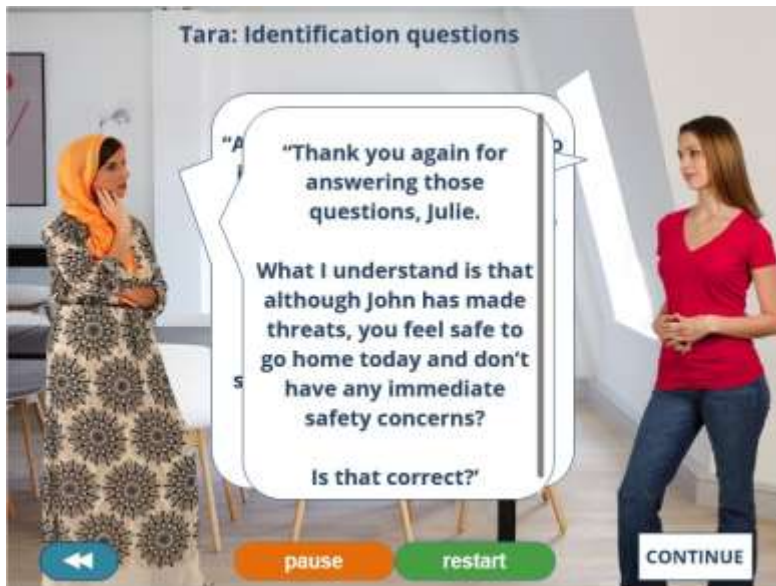 Tara: Identification questions
"A
"Thank you again for
answering those
questions, Julie.
What I understand is that
although John has made
threats, you feel safe to
go home today and don't
have any immediate
safety concerns?
Is that correct?'
pause
restart
CONTINUE